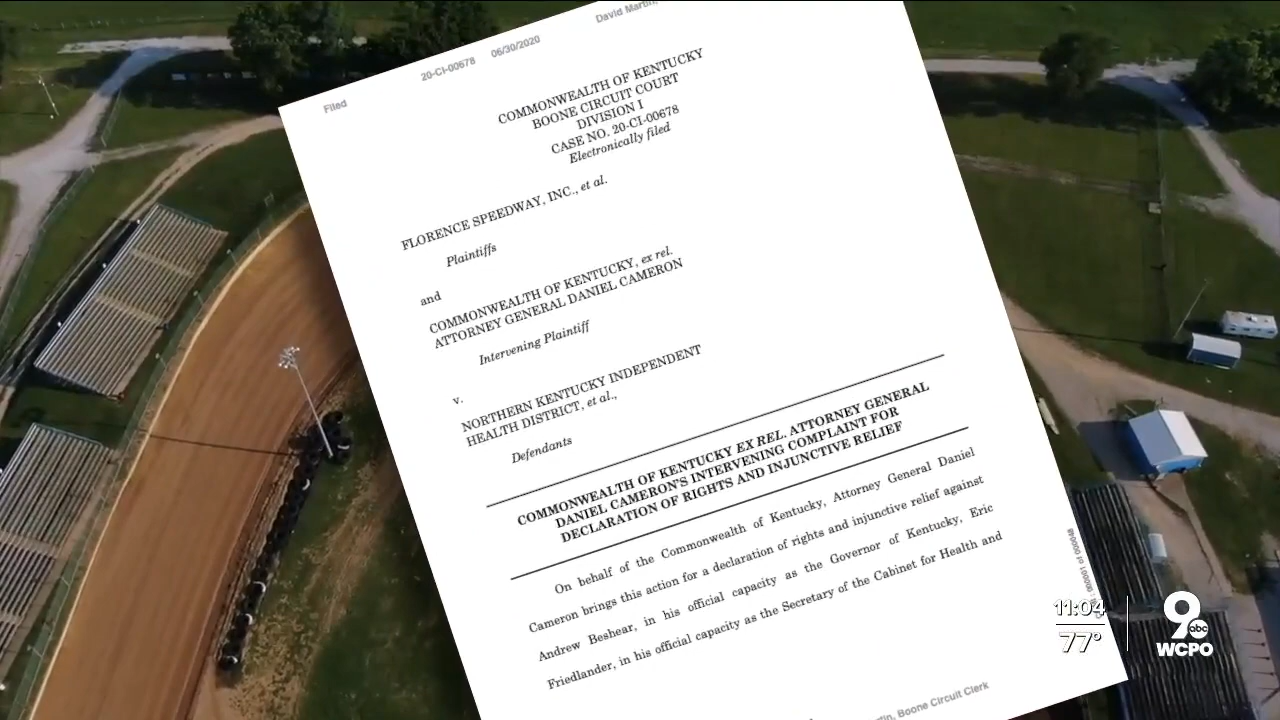 Filed 20-CI-00678 06/30/2020 David Martin,
COMMONWEALTH OF KENTUCKY
BOONE CIRCUIT COURT
DIVISION I
CASE NO. 20-CI-00678
Electronically filed
FLORENCE SPEEDWAY, INC., et al.
Plaintiffs
and
COMMONWEALTH OF KENTUCKY, ex rel.
ATTORNEY GENERAL DANIEL CAMERON
Intervening Plaintiff
v.
NORTHERN KENTUCKY INDEPENDENT
HEALTH DISTRICT, et al.,
Defendants
COMMONWEALTH OF KENTUCKY EX REL. ATTORNEY GENERAL
DANIEL CAMERON'S INTERVENING COMPLAINT FOR
DECLARATION OF RIGHTS AND INJUNCTIVE RELIEF
On behalf of the Commonwealth of Kentucky, Attorney General Daniel
Cameron brings this action for a declaration of rights and injunctive relief against
Andrew Beshear, in his official capacity as the Governor of Kentucky, Eric
Friedlander, in his official capacity as the Secretary of the Cabinet for Health and
Boone Circuit Clerk
000001 of 000048
11:04
77°
9
abc
WCPO